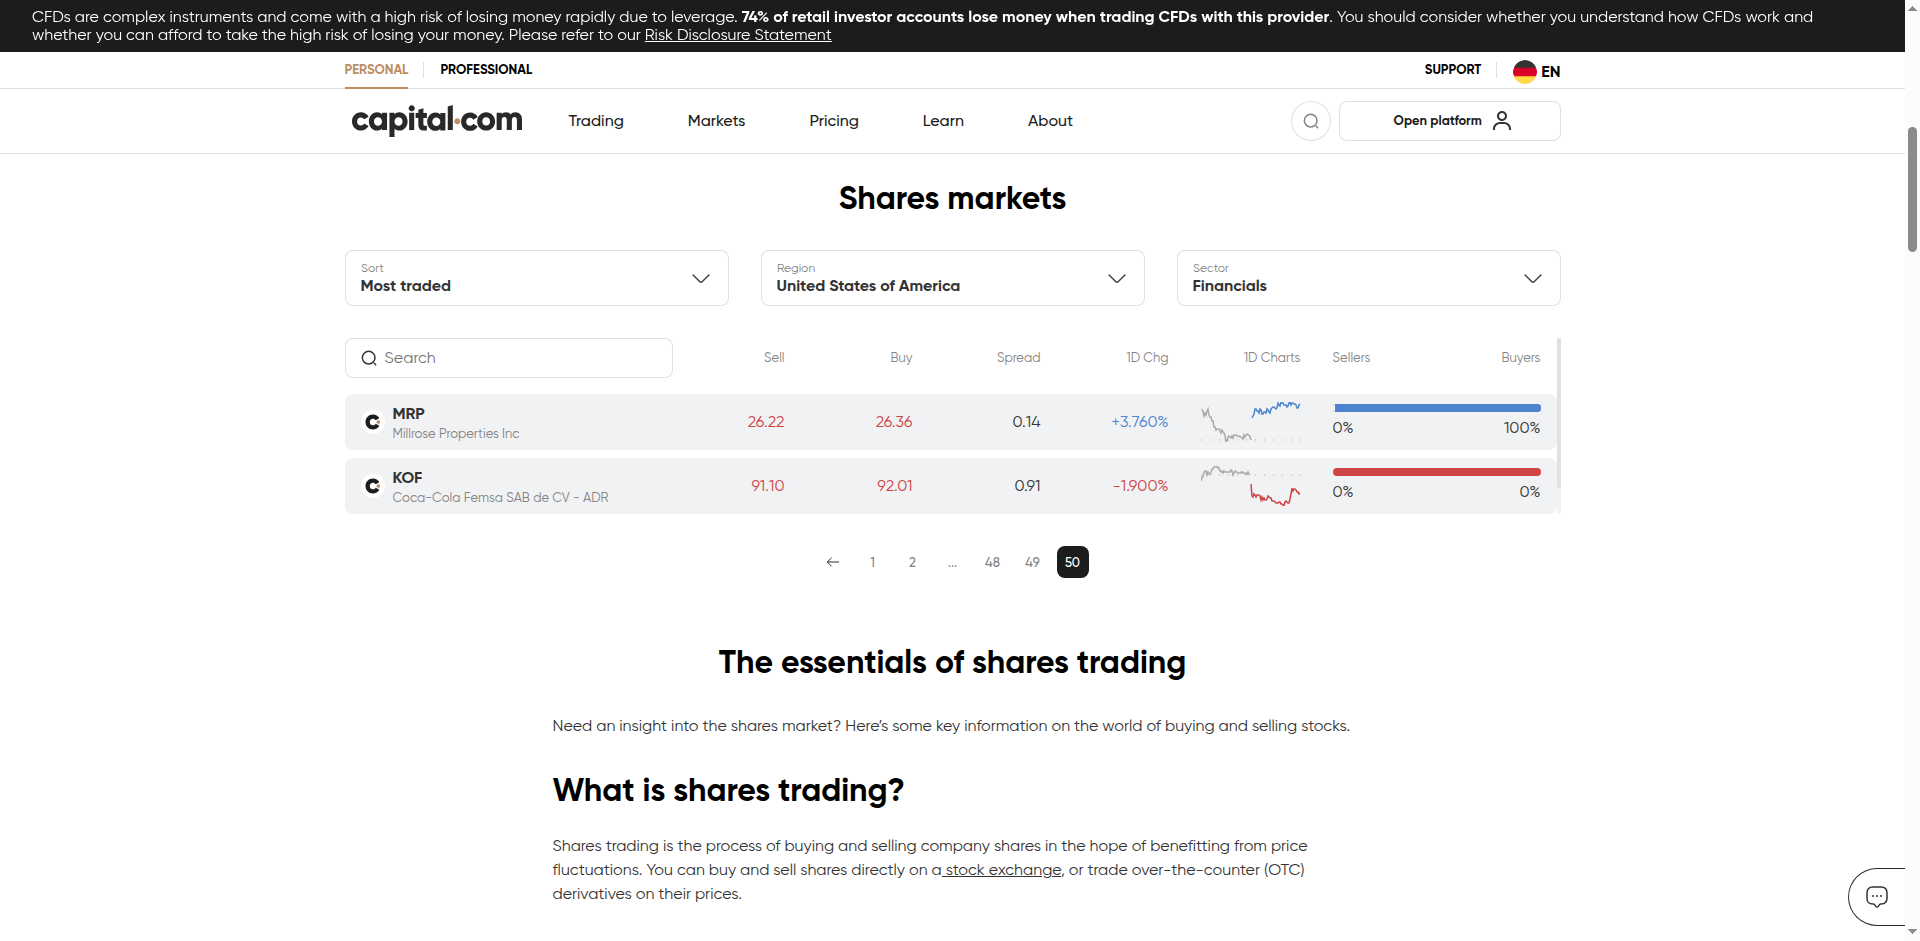 CFDs are complex instruments and come with a high risk of losing money rapidly due to leverage. 74% of retail investor accounts lose money when trading CFDs with this provider. You should consider whether you understand how CFDs work and
whether you can afford to take the high risk of losing your money. Please refer to our Risk Disclosure Statement
PERSONAL PROFESSIONAL SUPPORT EN
capital.com Trading Markets Pricing Learn About Open platform
Shares markets
Sort Region Sector
Most traded United States of America Financials
Search Sell Buy Spread 1D Chg 1D Charts Sellers Buyers
MRP
Millrose Properties Inc
26.22 26.36 0.14 +3.760%
0% 100%
KOF
Coca-Cola Femsa SAB de CV - ADR
91.10 92.01 0.91 -1.900%
0% 0%
1 2 ... 48 49 50
The essentials of shares trading
Need an insight into the shares market? Here's some key information on the world of buying and selling stocks.
What is shares trading?
Shares trading is the process of buying and selling company shares in the hope of benefitting from price
fluctuations. You can buy and sell shares directly on a stock exchange, or trade over-the-counter (OTC)
derivatives on their prices.